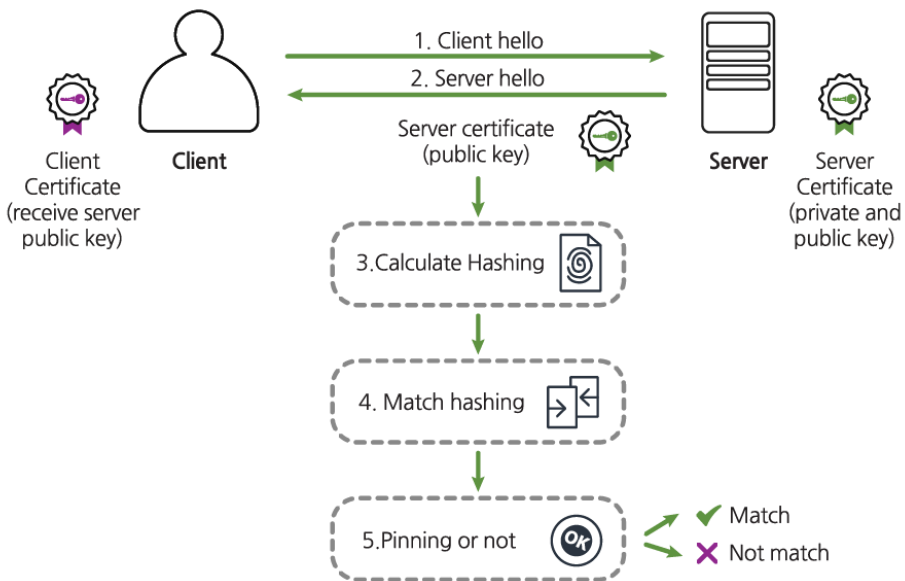 1. Client hello
2. Server hello
Server certificate
(public key)
Client
Certificate
(receive server
public key)
Client
Server
Server
Certificate
(private and
public key)
3.Calculate Hashing
4. Match hashing
5.Pinning or not
OK
Match
Not match